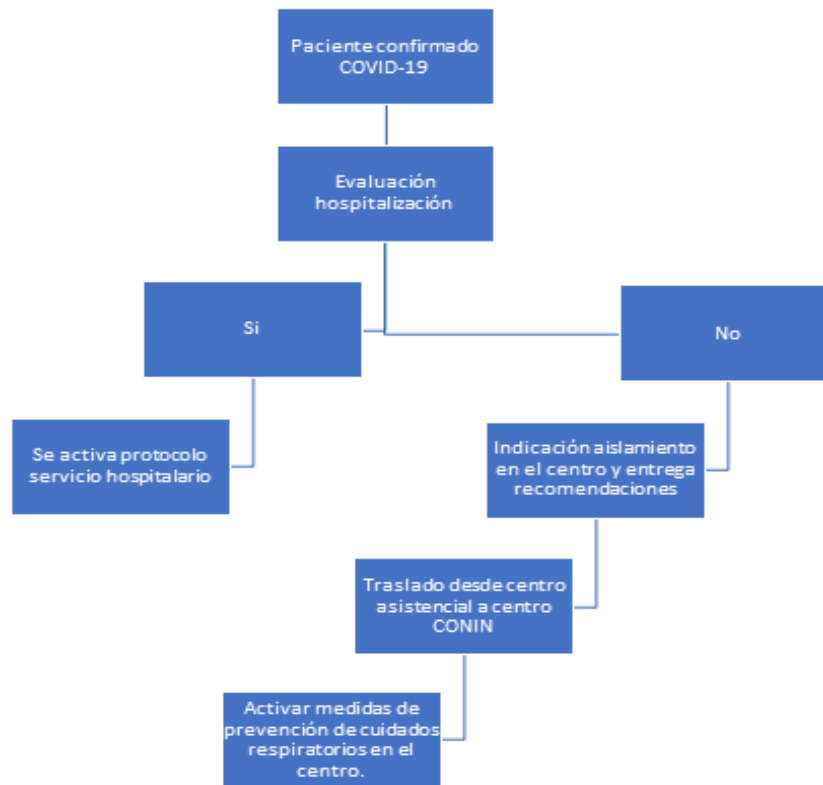 Paciente confirmado
COVID-19
Evaluación
hospitalización
Si
No
Se activa protocolo
servicio hospitalario
Indicación aislamiento
en el centro y entrega
recomendaciones
Traslado desde centro
asistencial a centro
CONIN
Activar medidas de
prevención de cuidados
respiratorios en el
centro.